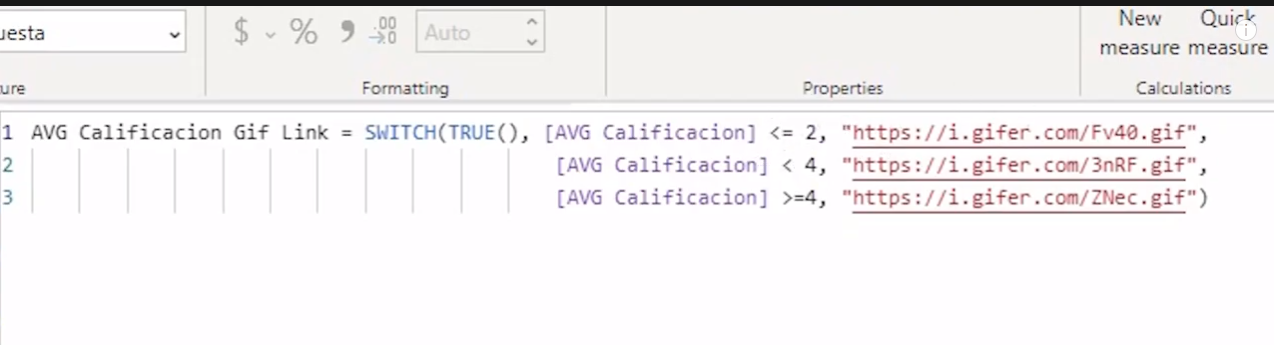 uesta
$ % , .00 →.0 Auto
New measure
Quick measure
ure
Formatting
Properties
Calculations
1 AVG Calificacion Gif Link = SWITCH(TRUE(), [AVG Calificacion] <= 2, "https://i.gifer.com/Fv40.gif",
2 [AVG Calificacion] < 4, "https://i.gifer.com/3nRF.gif",
3 [AVG Calificacion] >=4, "https://i.gifer.com/ZNec.gif")